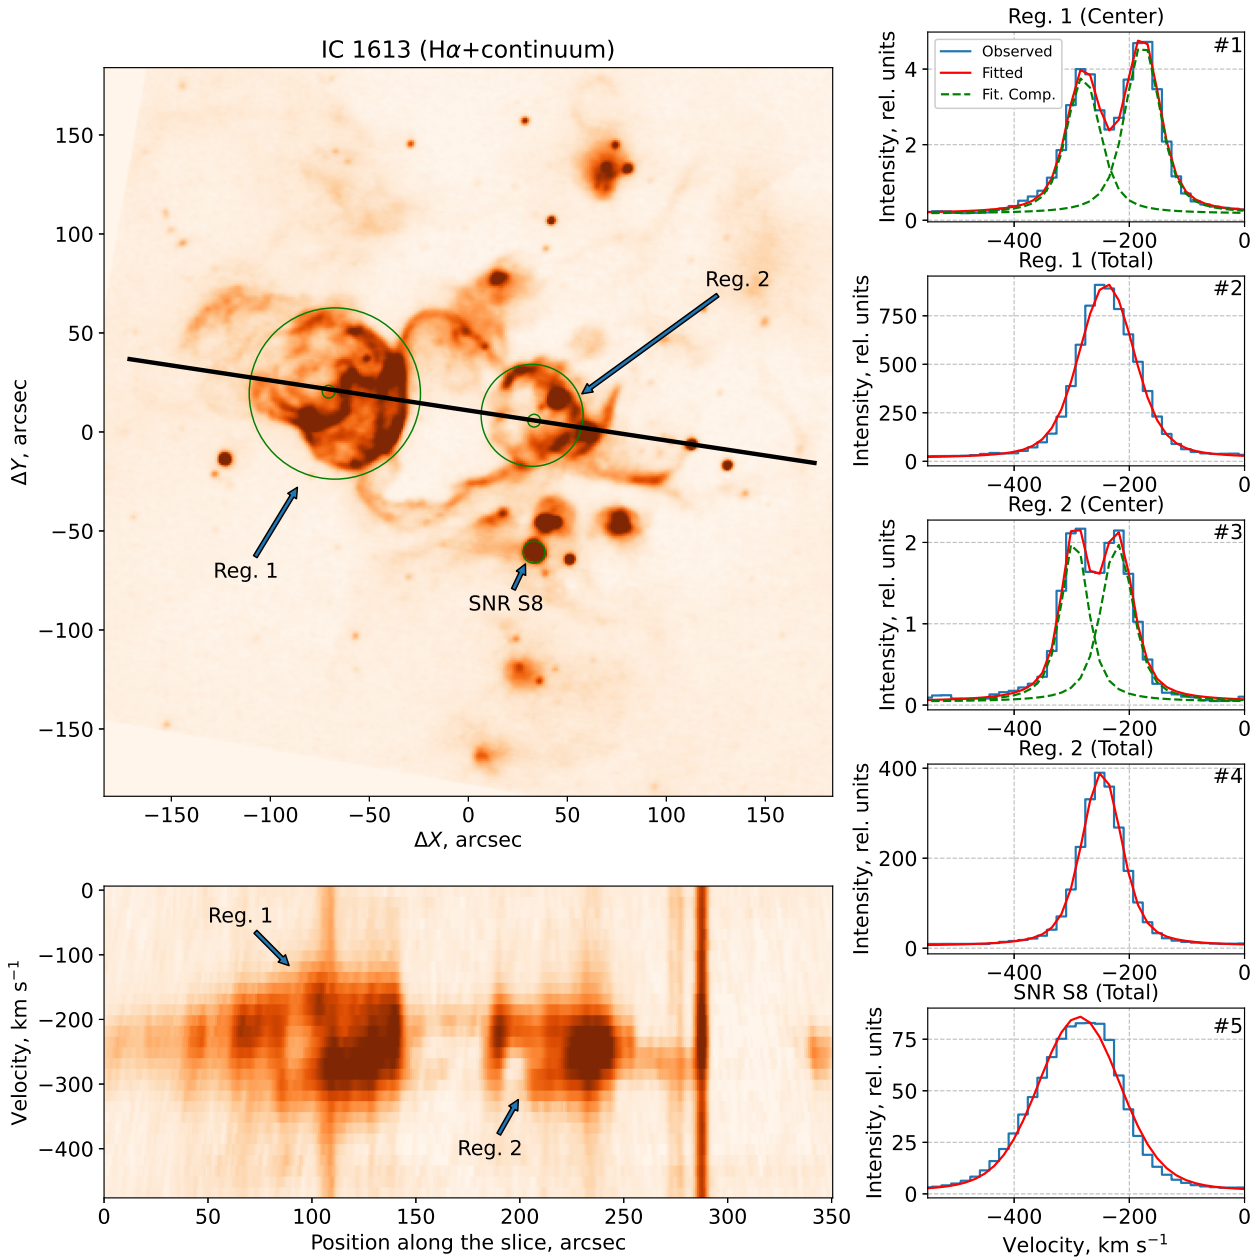 IC 1613 (Hα+continuum)
ΔY, arcsec
150
100
50
0
−50
−100
−150
Reg. 2
Reg. 1
SNR S8
−150 −100 −50 0 50 100 150
ΔX, arcsec
Velocity, km s⁻¹
0
−100
−200
−300
−400
Reg. 1
Reg. 2
0 50 100 150 200 250 300 350
Position along the slice, arcsec
Reg. 1 (Center)
#1
Observed
Fitted
Fit. Comp.
Intensity, rel. units
4
2
0
−400 −200 0
Reg. 1 (Total)
#2
Intensity, rel. units
750
500
250
0
−400 −200 0
Reg. 2 (Center)
#3
Intensity, rel. units
2
1
0
−400 −200 0
Reg. 2 (Total)
#4
Intensity, rel. units
400
200
0
−400 −200 0
SNR S8 (Total)
#5
Intensity, rel. units
75
50
25
0
−400 −200 0
Velocity, km s⁻¹